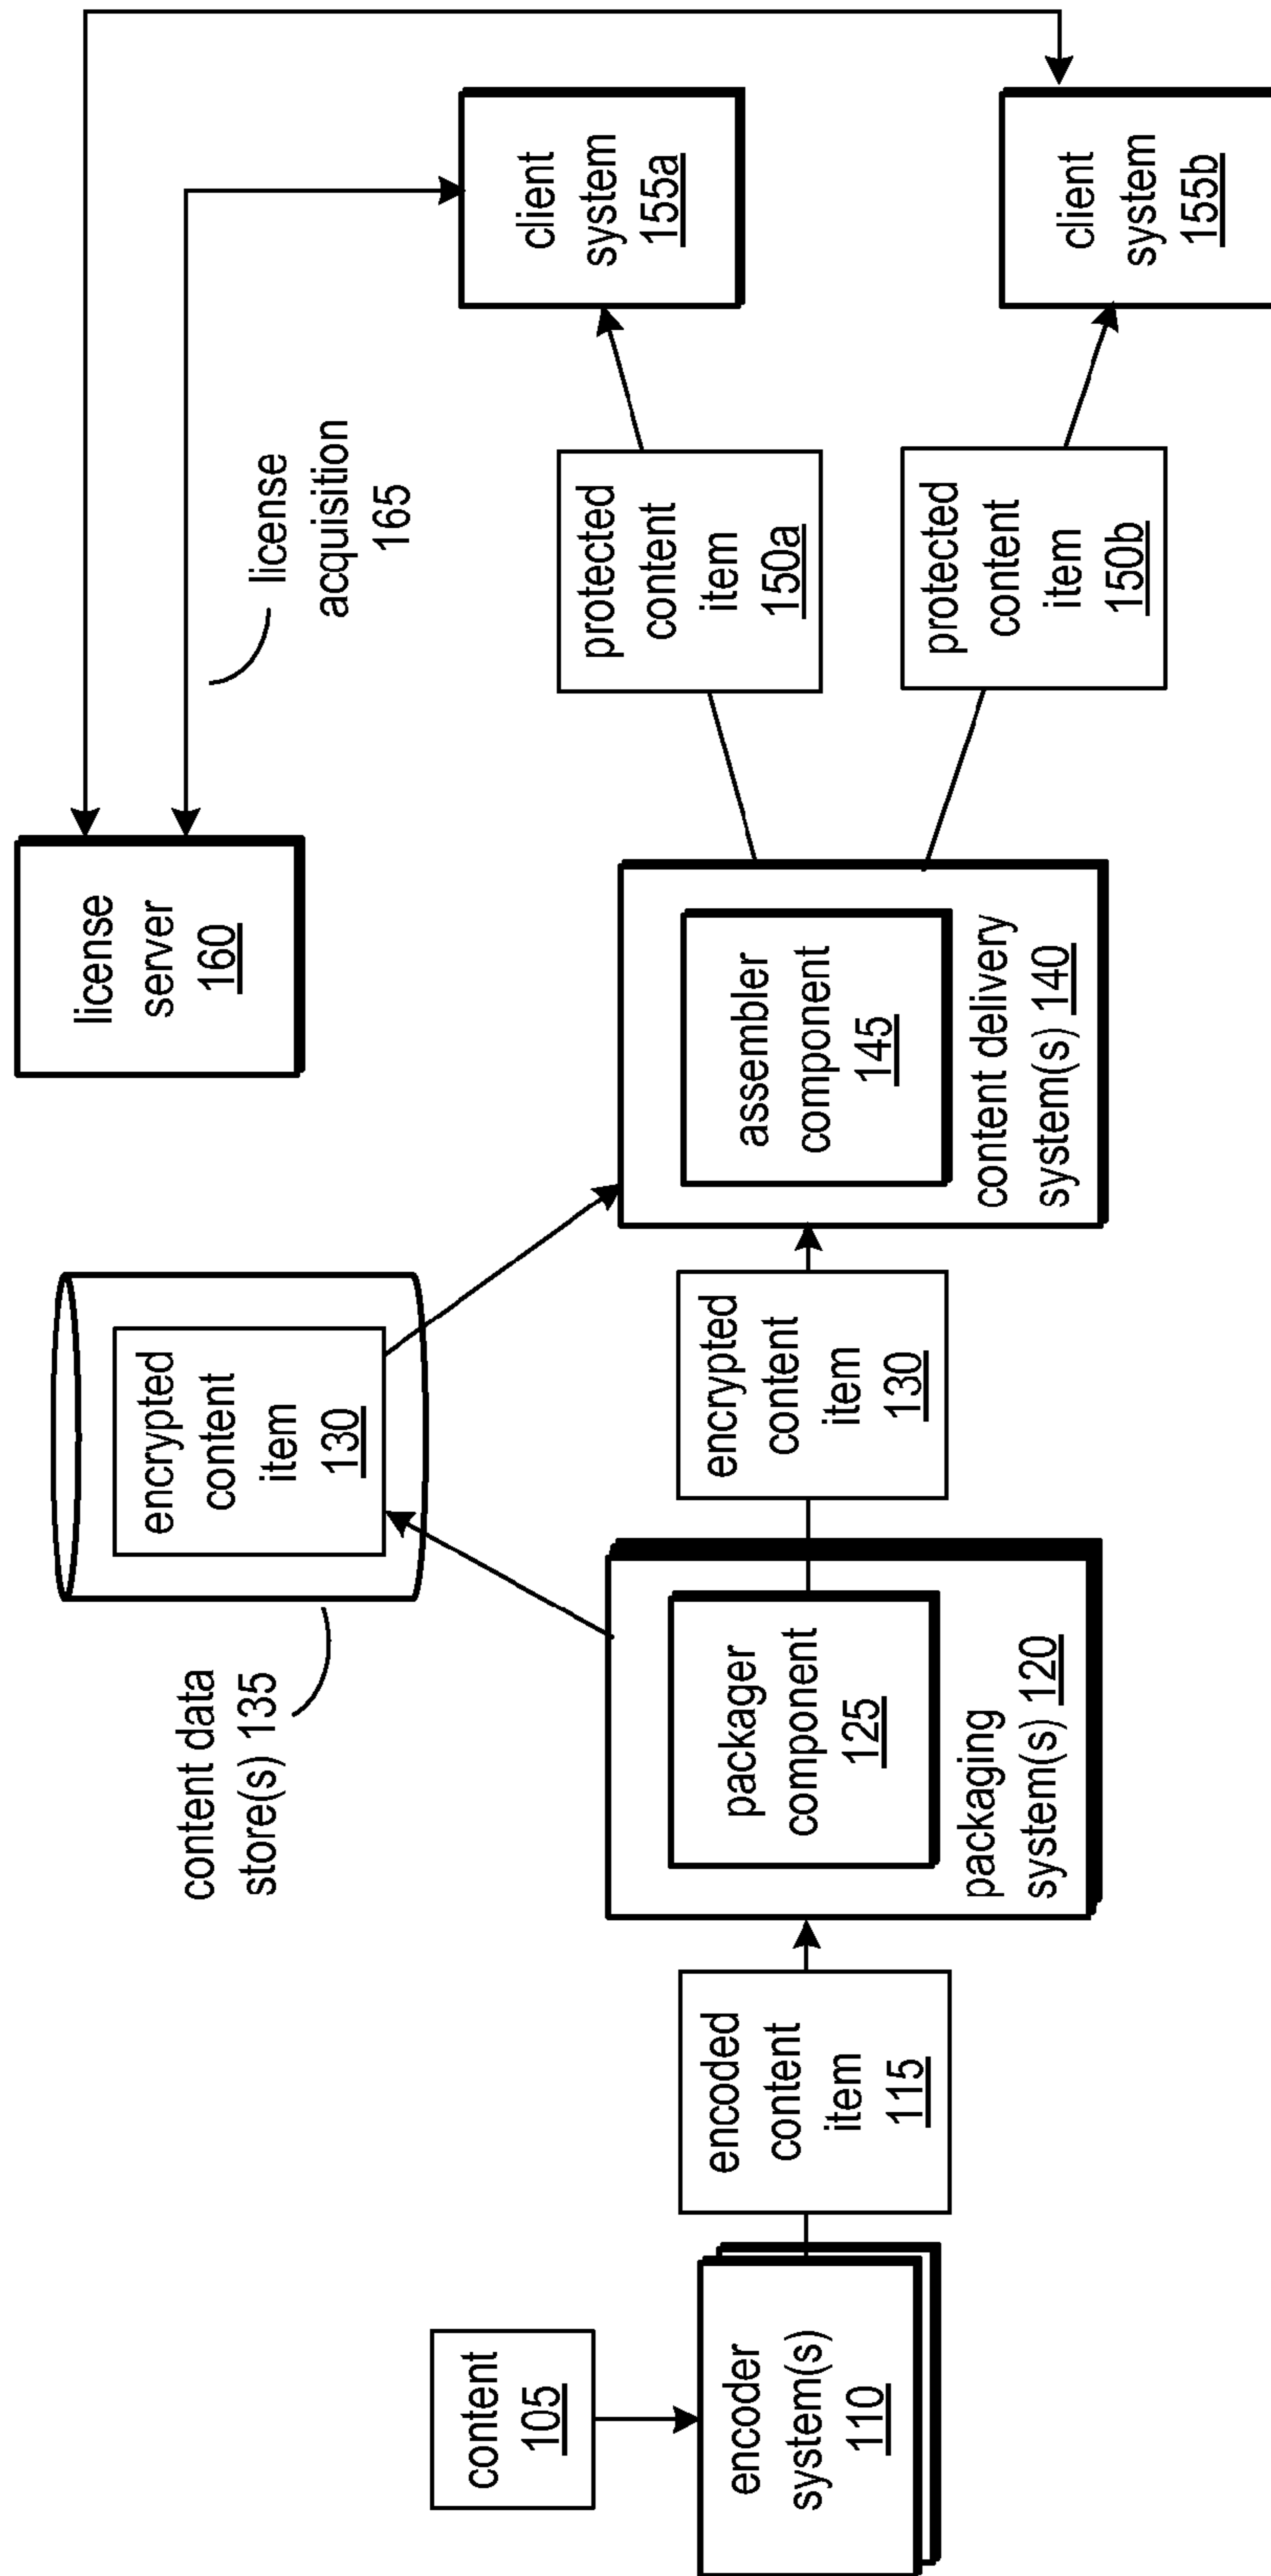 content
105
encoder
system(s)
110
encoded
content
item
115
packager
component
125
packaging
system(s) 120
content data
store(s) 135
encrypted
content
item
130
encrypted
content
item
130
assembler
component
145
content delivery
system(s) 140
license
server
160
license
acquisition
165
protected
content
item
150a
protected
content
item
150b
client
system
155a
client
system
155b